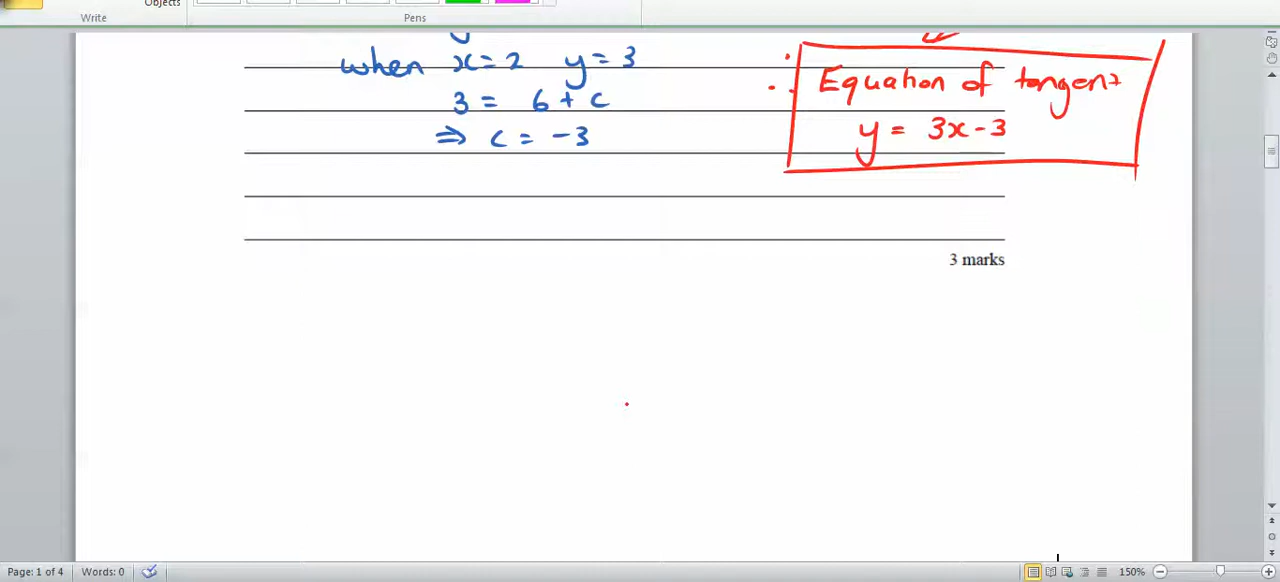 Objects
Write
Pens
when x = 2 y = 3
3 = 6 + c
⇒ c = -3
∴ Equation of tangent
y = 3x - 3
3 marks
Page: 1 of 4 Words: 0 150%